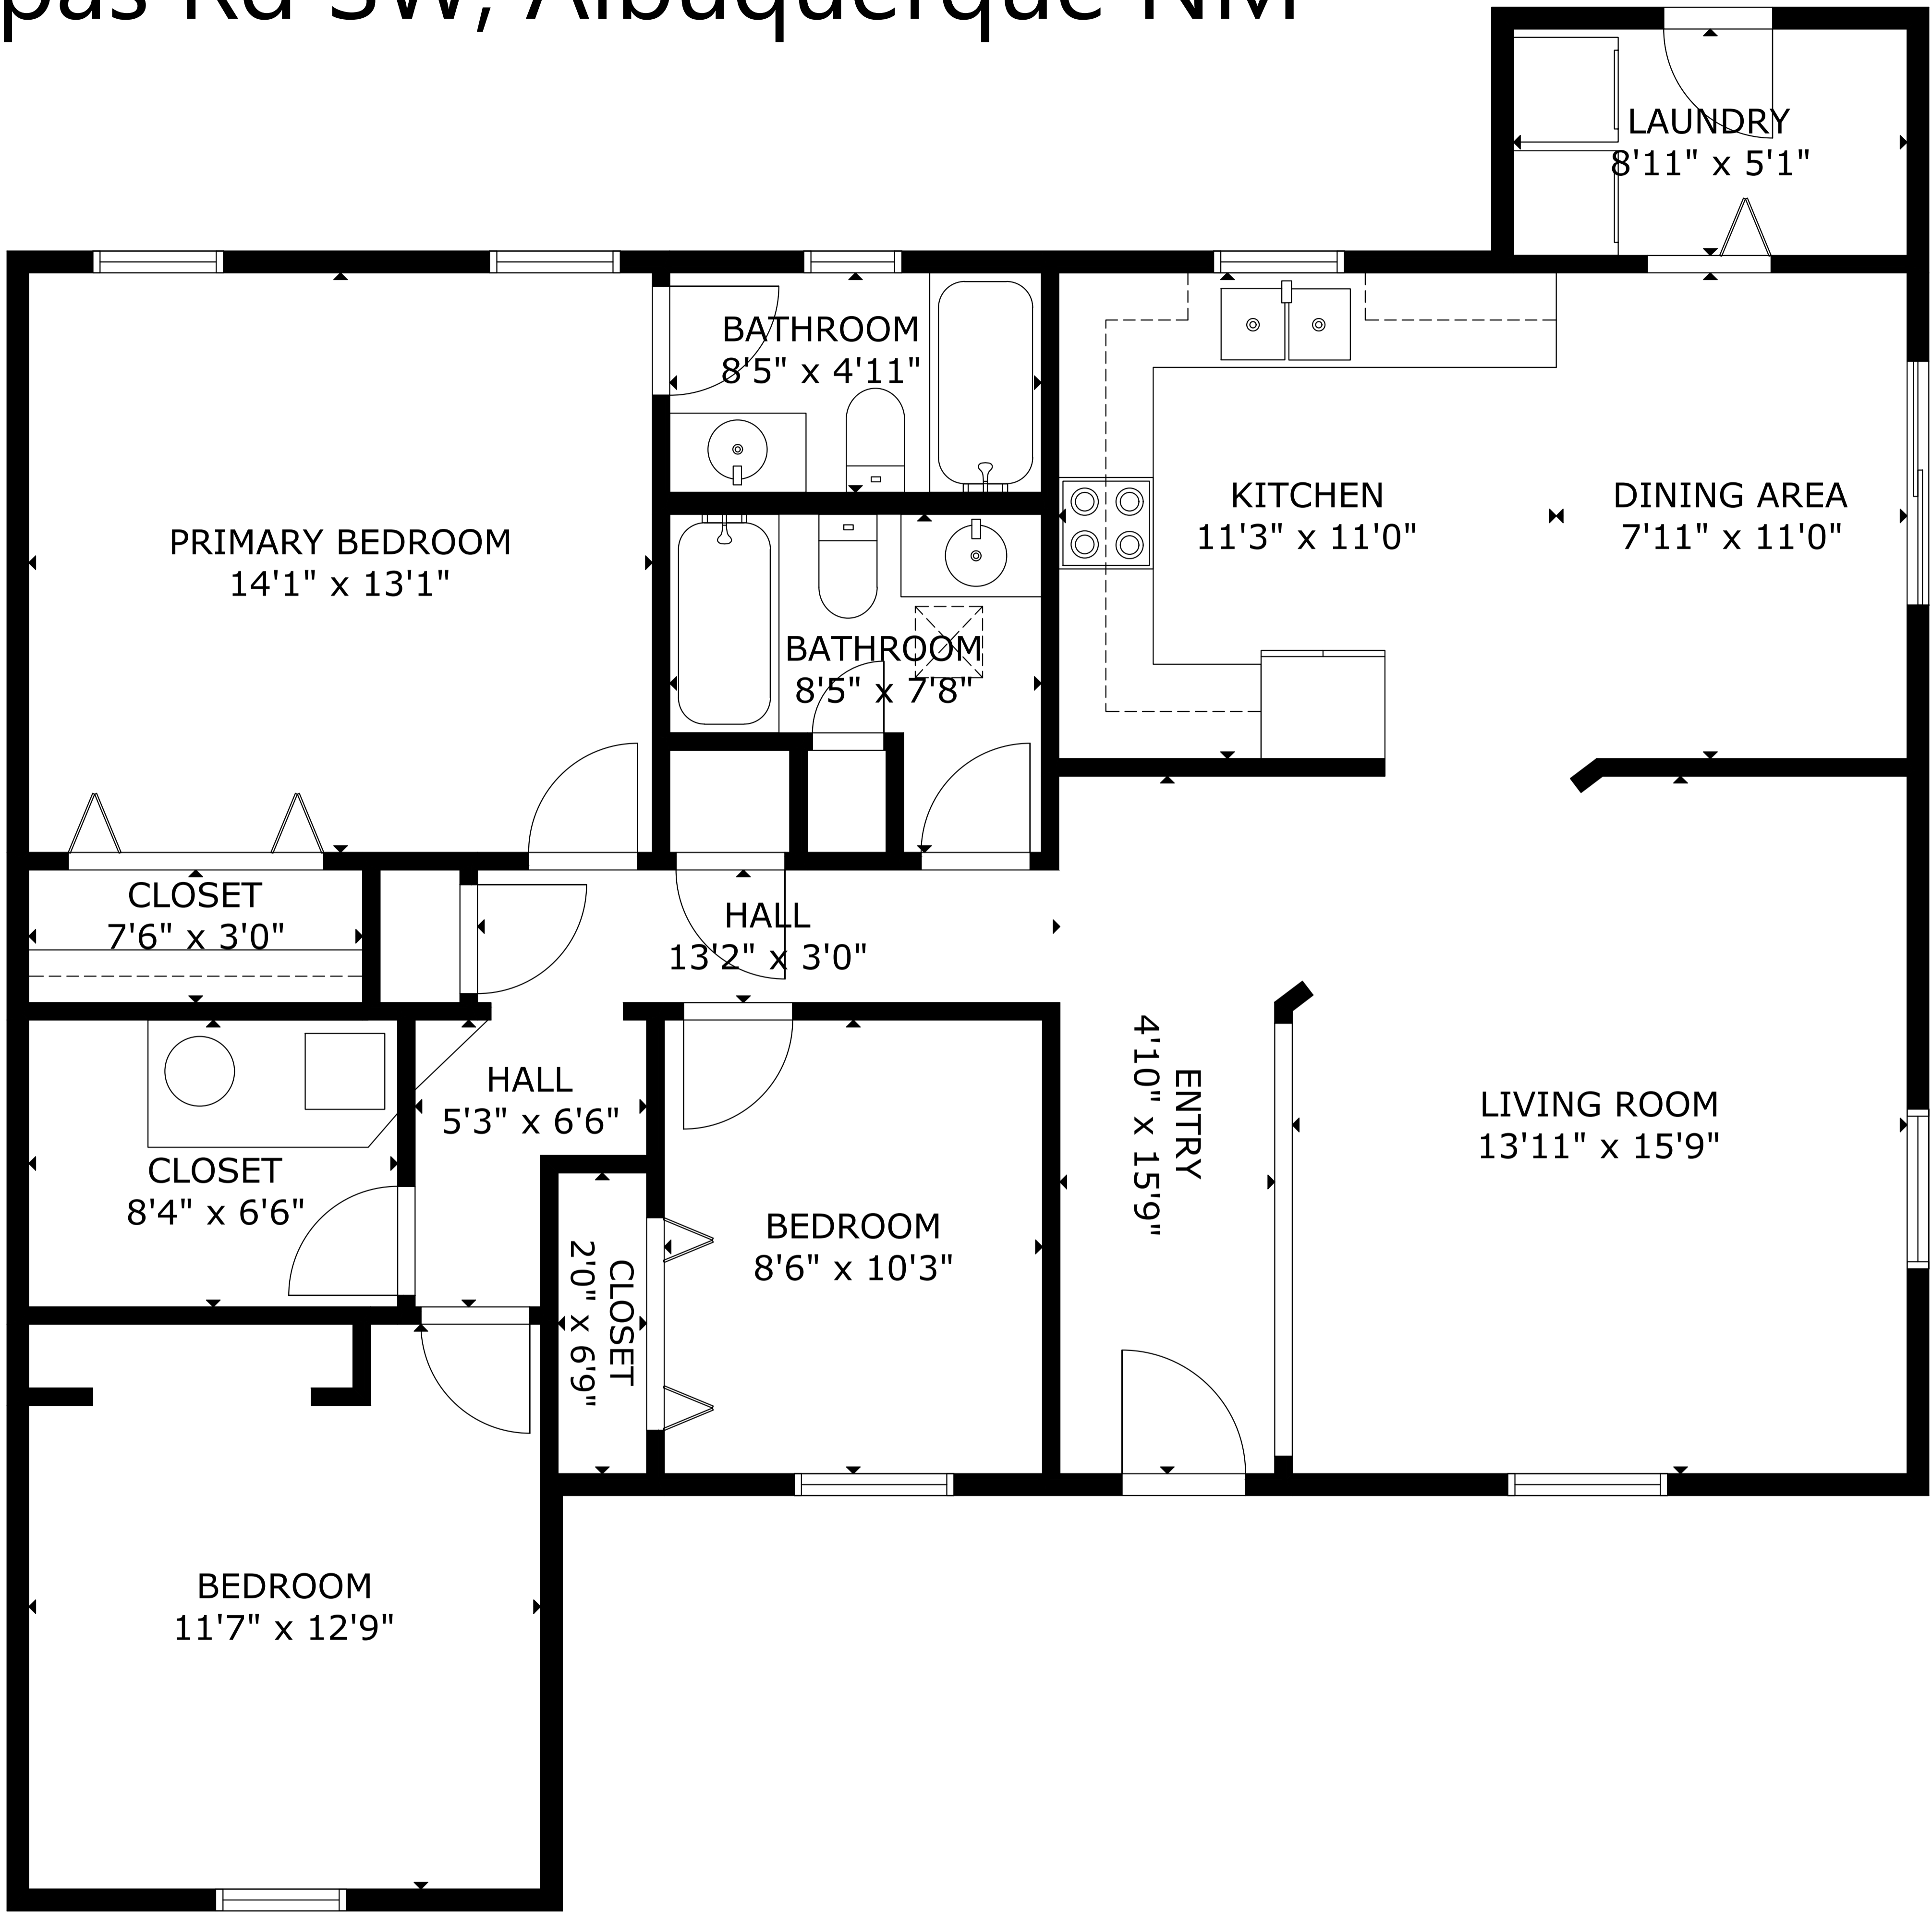 pas Rd SW, Albuquerque NM
LAUNDRY
8'11" x 5'1"
BATHROOM
8'5" x 4'11"
KITCHEN
11'3" x 11'0"
DINING AREA
7'11" x 11'0"
PRIMARY BEDROOM
14'1" x 13'1"
BATHROOM
8'5" x 7'8"
CLOSET
7'6" x 3'0"
HALL
13'2" x 3'0"
HALL
5'3" x 6'6"
ENTRY
4'10" x 15'9"
LIVING ROOM
13'11" x 15'9"
CLOSET
8'4" x 6'6"
BEDROOM
8'6" x 10'3"
CLOSET
2'0" x 6'9"
BEDROOM
11'7" x 12'9"